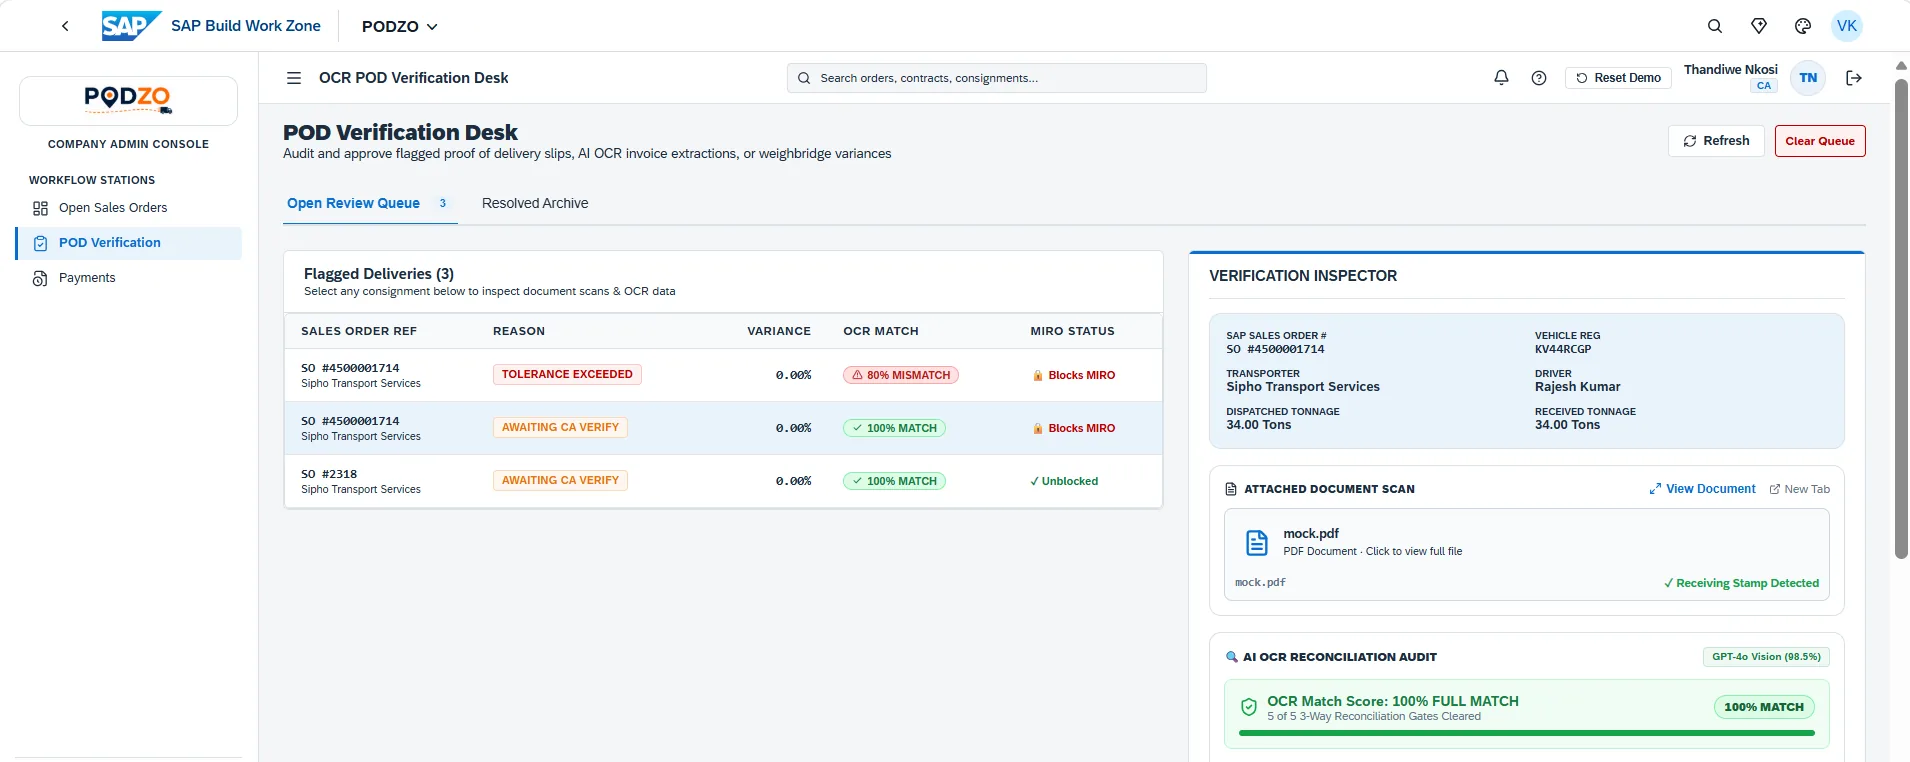 SAP SAP Build Work Zone PODZO VK
PODZO
COMPANY ADMIN CONSOLE
WORKFLOW STATIONS
Open Sales Orders
POD Verification
Payments
OCR POD Verification Desk
Search orders, contracts, consignments...
Reset Demo
Thandiwe Nkosi
CA
TN
POD Verification Desk
Audit and approve flagged proof of delivery slips, AI OCR invoice extractions, or weighbridge variances
Refresh
Clear Queue
Open Review Queue 3
Resolved Archive
Flagged Deliveries (3)
Select any consignment below to inspect document scans & OCR data
SALES ORDER REF REASON VARIANCE OCR MATCH MIRO STATUS
SO #4500001714
Sipho Transport Services
TOLERANCE EXCEEDED 0.00% 80% MISMATCH Blocks MIRO
SO #4500001714
Sipho Transport Services
AWAITING CA VERIFY 0.00% ✓ 100% MATCH Blocks MIRO
SO #2318
Sipho Transport Services
AWAITING CA VERIFY 0.00% ✓ 100% MATCH ✓ Unblocked
VERIFICATION INSPECTOR
SAP SALES ORDER # VEHICLE REG
SO #4500001714 KV44RCGP
TRANSPORTER DRIVER
Sipho Transport Services Rajesh Kumar
DISPATCHED TONNAGE RECEIVED TONNAGE
34.00 Tons 34.00 Tons
ATTACHED DOCUMENT SCAN View Document New Tab
mock.pdf
PDF Document · Click to view full file
mock.pdf ✓ Receiving Stamp Detected
AI OCR RECONCILIATION AUDIT GPT-4o Vision (98.5%)
OCR Match Score: 100% FULL MATCH
5 of 5 3-Way Reconciliation Gates Cleared
100% MATCH